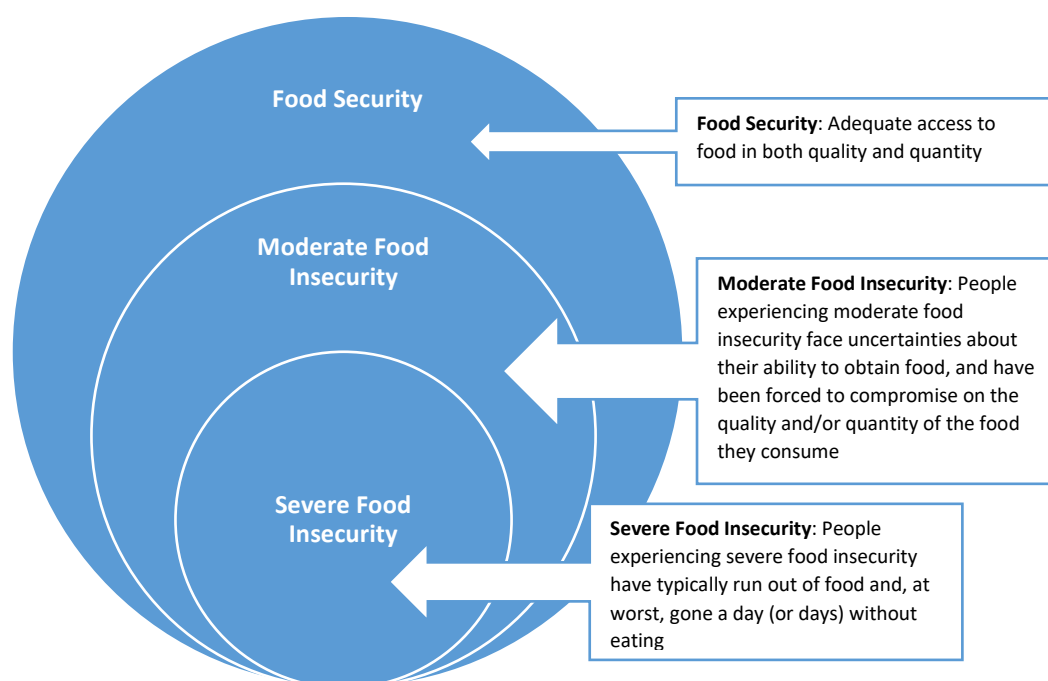 Food Security
Food Security: Adequate access to
food in both quality and quantity
Moderate Food
Insecurity
Moderate Food Insecurity: People
experiencing moderate food
insecurity face uncertainties about
their ability to obtain food, and have
been forced to compromise on the
quality and/or quantity of the food
they consume
Severe Food
Insecurity
Severe Food Insecurity: People
experiencing severe food insecurity
have typically run out of food and, at
worst, gone a day (or days) without
eating